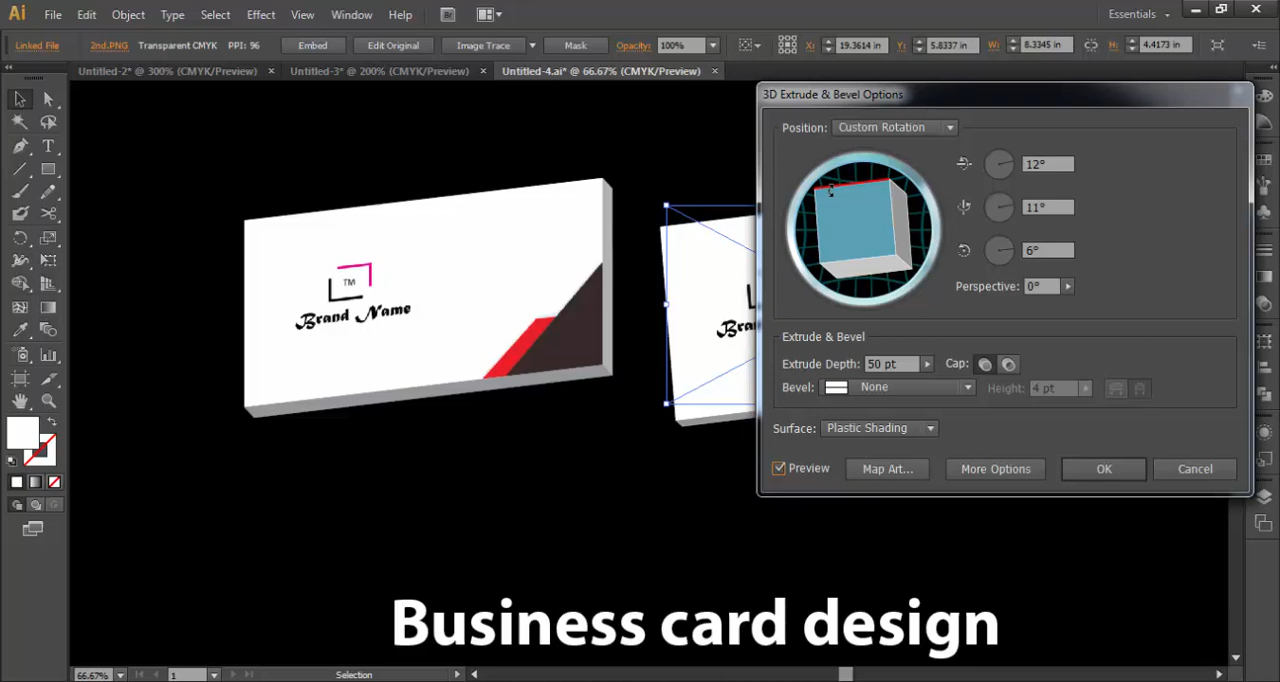 Ai File Edit Object Type Select Effect View Window Help Br Essentials
Linked File 2nd.PNG Transparent CMYK PPI: 96 Embed Edit Original Image Trace Mask Opacity: 100% X: 19.3614 in Y: 5.8337 in W: 8.3345 in H: 4.4173 in
Untitled-2* @ 300% (CMYK/Preview) × Untitled-3* @ 200% (CMYK/Preview) × Untitled-4.ai* @ 66.67% (CMYK/Preview) ×
3D Extrude & Bevel Options
Position: Custom Rotation
12°
11°
6°
Perspective: 0°
Extrude & Bevel
Extrude Depth: 50 pt Cap:
Bevel: None Height: 4 pt
Surface: Plastic Shading
Preview Map Art... More Options OK Cancel
TM
Brand Name
Bra
Business card design
66.67% 1 Selection